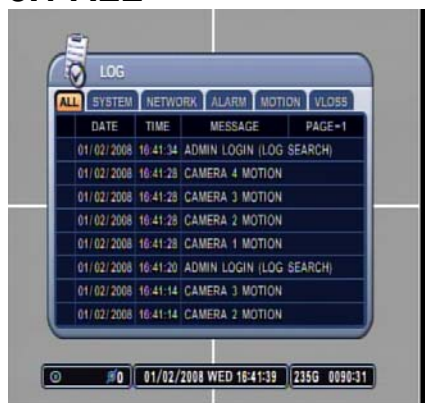 LOG
ALL SYSTEM NETWORK ALARM MOTION VLOSS
DATE TIME MESSAGE PAGE=1
01/02/2008 16:41:34 ADMIN LOGIN (LOG SEARCH)
01/02/2008 16:41:28 CAMERA 4 MOTION
01/02/2008 16:41:28 CAMERA 3 MOTION
01/02/2008 16:41:28 CAMERA 2 MOTION
01/02/2008 16:41:28 CAMERA 1 MOTION
01/02/2008 16:41:20 ADMIN LOGIN (LOG SEARCH)
01/02/2008 16:41:14 CAMERA 3 MOTION
01/02/2008 16:41:14 CAMERA 2 MOTION
0 01/02/2008 WED 16:41:39 235G 0090:31